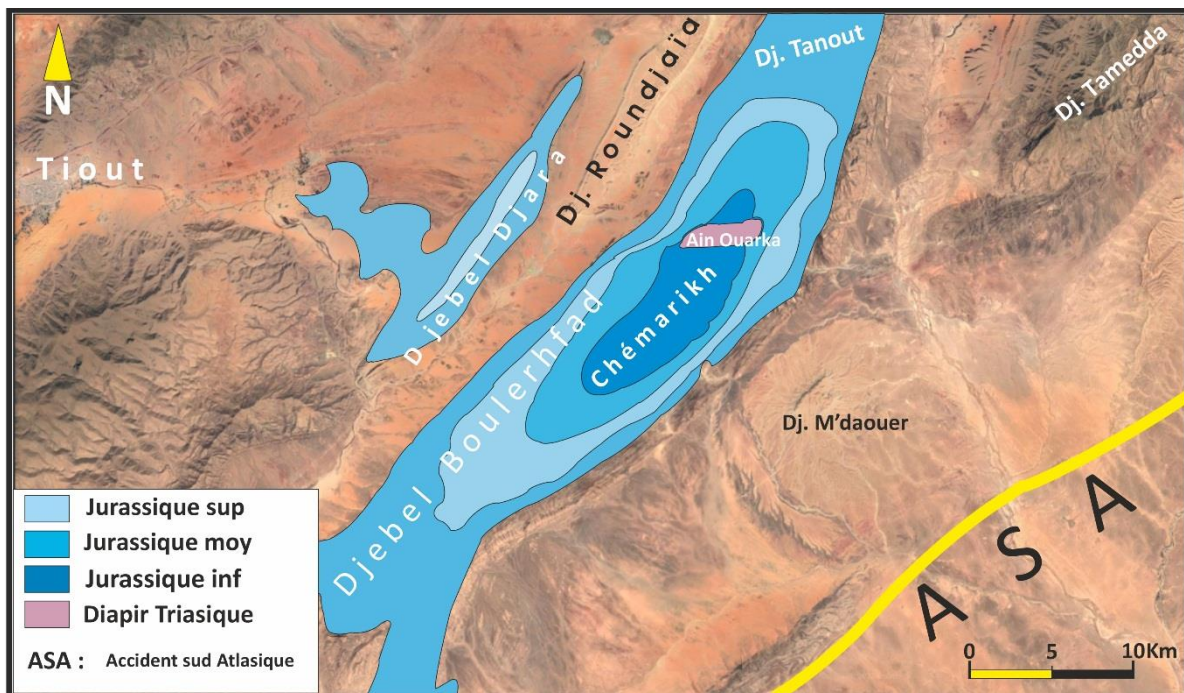 N
Tiout
Djebel Djara
Dj. Roundjaïa
Dj. Tanout
Dj. Tamedda
Ain Ouarka
Chémarikh
Djebel Boulerhfad
Dj. M'daouer
ASA
Jurassique sup
Jurassique moy
Jurassique inf
Diapir Triasique
ASA : Accident sud Atlasique
0 5 10Km